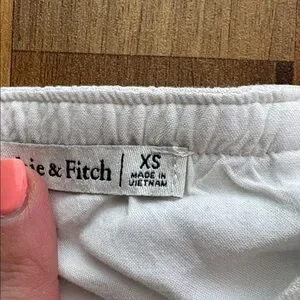 ie & Fitch
XS
MADE IN
VIETNAM